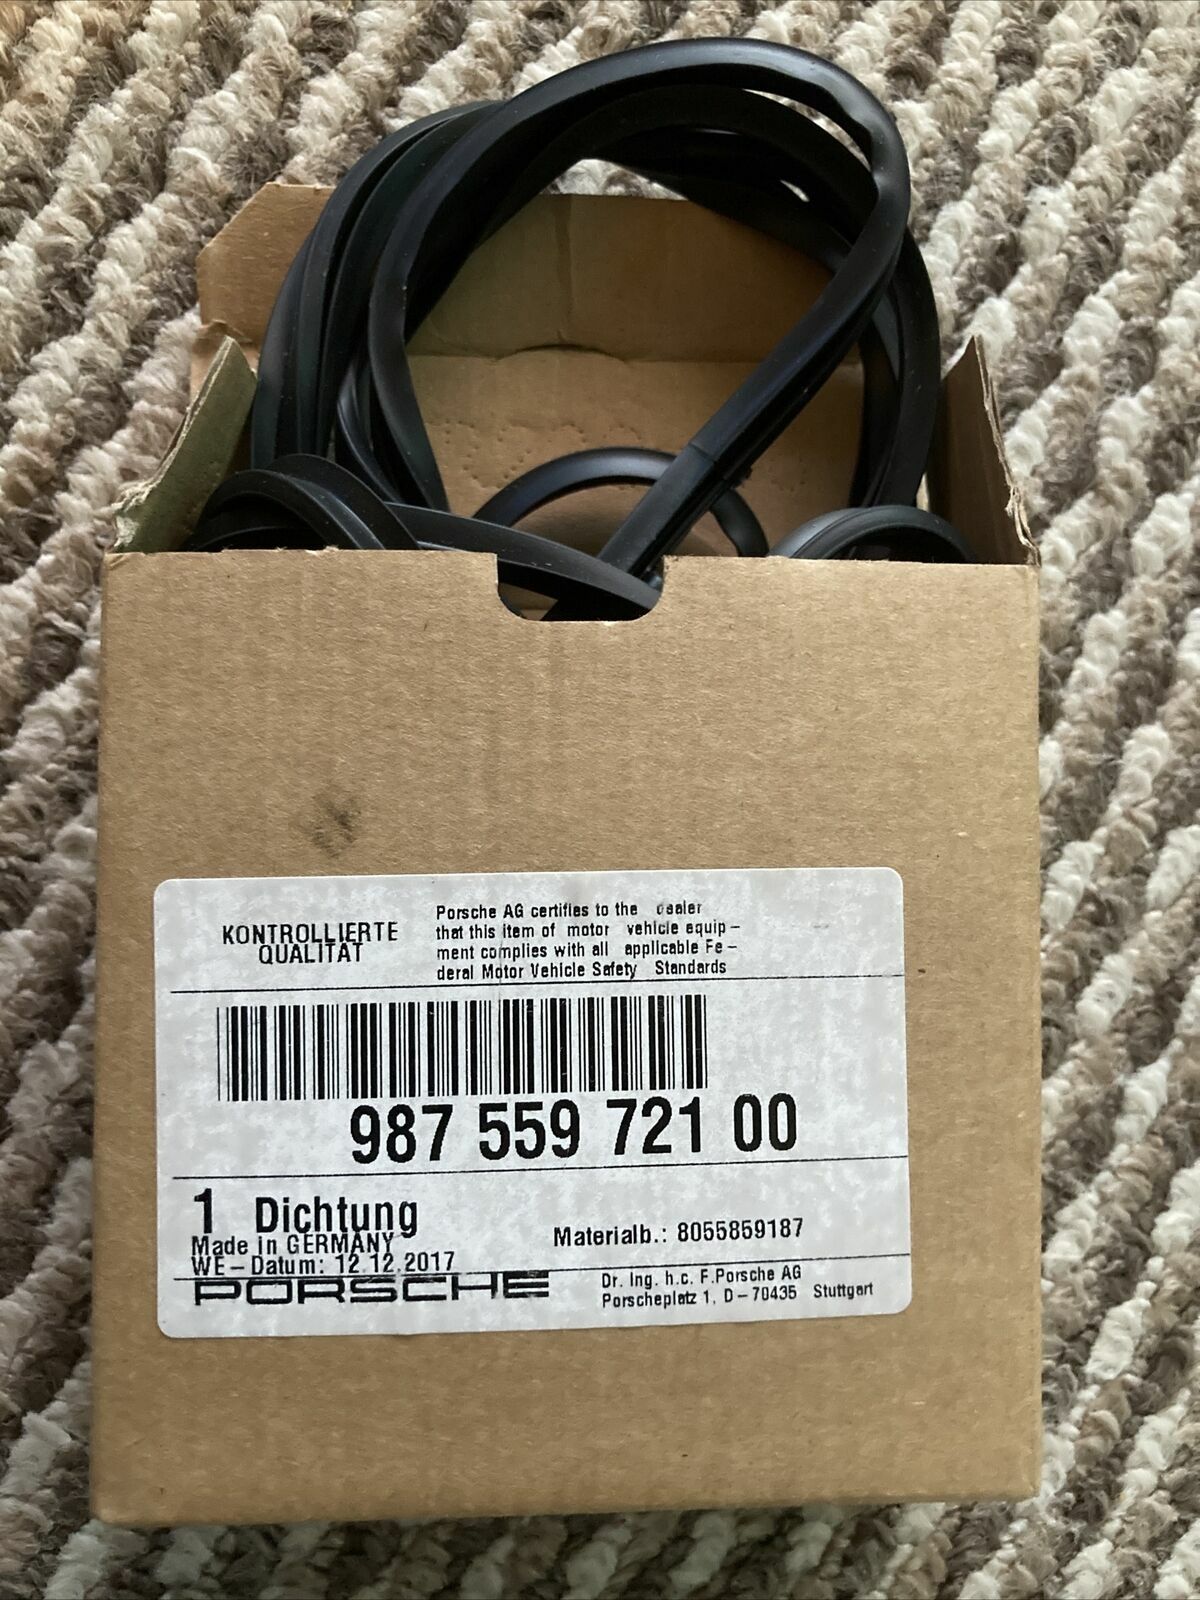 KONTROLLIERTE
QUALITÄT
Porsche AG certifies to the dealer
that this item of motor vehicle equip-
ment complies with all applicable Fe-
deral Motor Vehicle Safety Standards
987 559 721 00
1 Dichtung
Made in GERMANY
WE-Datum: 12.12.2017
Materialb.: 8055859187
PORSCHE
Dr. Ing. h.c. F.Porsche AG
Porscheplatz 1, D-70435 Stuttgart